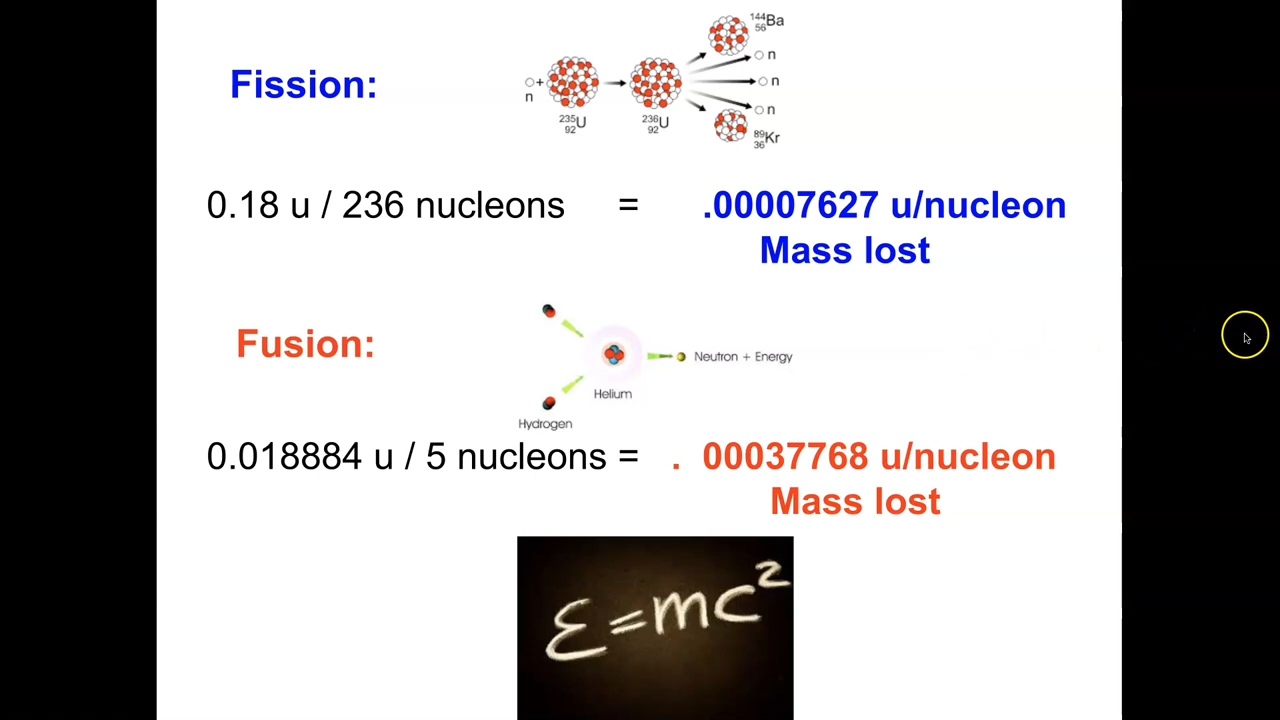 Fission:
144
56Ba
n
n
n
+
n
235
92U
236
92U
89
36Kr
0.18 u / 236 nucleons = .00007627 u/nucleon
Mass lost
Fusion:
Neutron + Energy
Helium
Hydrogen
0.018884 u / 5 nucleons = . 00037768 u/nucleon
Mass lost
E=mc²